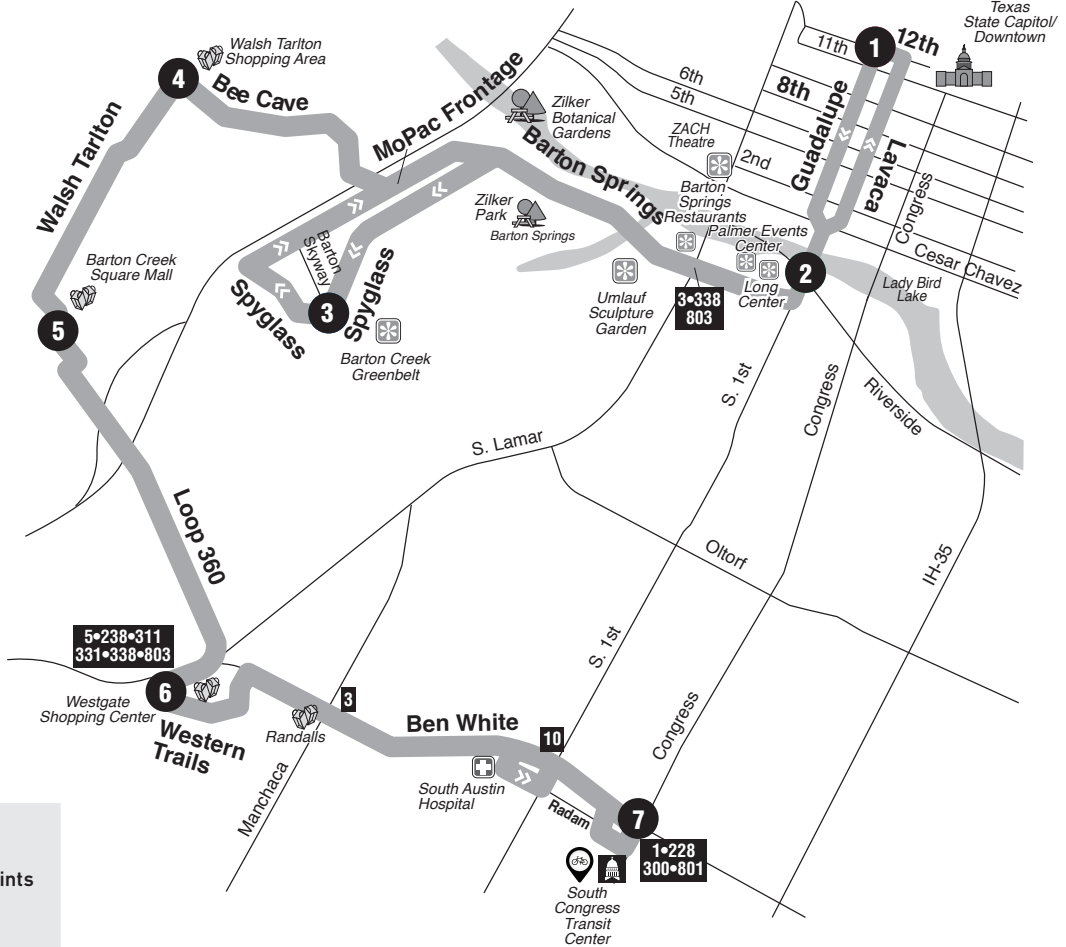 Texas
State Capitol/
Downtown
11th
1
12th
Walsh Tarlton
Shopping Area
4
Bee Cave
MoPac Frontage
6th
5th
8th
Guadalupe
Lavaca
Congress
Zilker
Botanical
Gardens
ZACH
Theatre
2nd
Walsh Tarlton
Barton Springs
Barton
Springs
Restaurants
Palmer Events
Center
Zilker
Park
Barton Springs
Cesar Chavez
Barton Creek
Square Mall
Barton
Skyway
2
Long
Center
Lady Bird
Lake
Umlauf
Sculpture
Garden
3•338
803
Spyglass
3
Spyglass
5
Barton Creek
Greenbelt
S. 1st
Congress
Riverside
S. Lamar
Loop 360
Oltorf
IH-35
5•238•311
331•338•803
S. 1st
6
Westgate
Shopping Center
Western
Trails
Randalls
3
Ben White
10
Congress
Manchaca
South Austin
Hospital
Radam
7
1•228
300•801
South
Congress
Transit
Center
ints